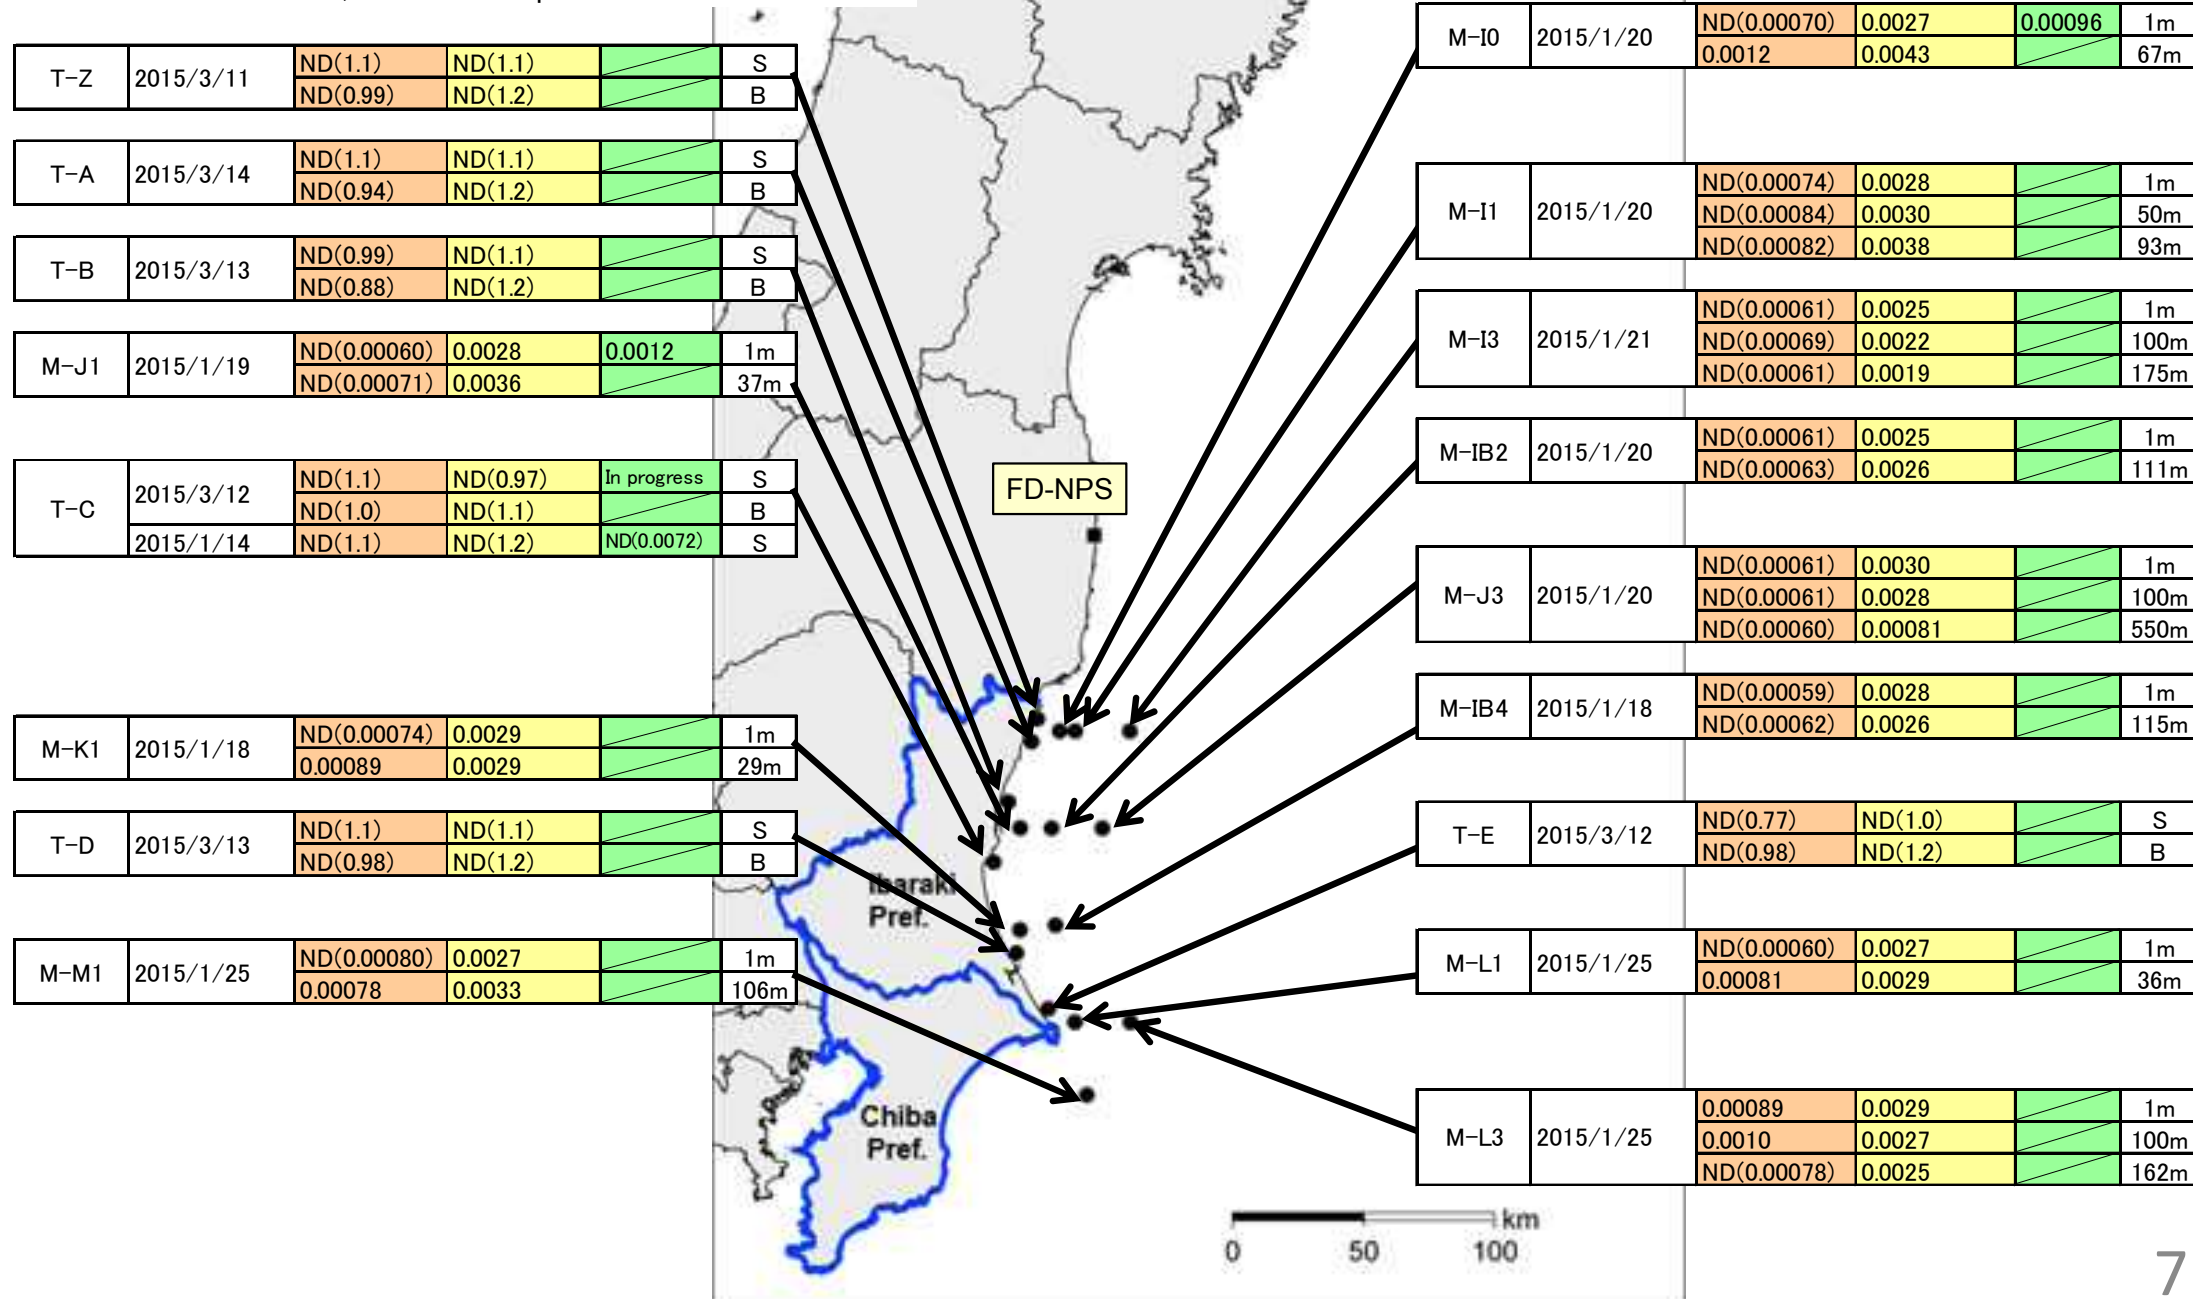 T-Z 2015/3/11 ND(1.1) ND(1.1) S
ND(0.99) ND(1.2) B
T-A 2015/3/14 ND(1.1) ND(1.1) S
ND(0.94) ND(1.2) B
T-B 2015/3/13 ND(0.99) ND(1.1) S
ND(0.88) ND(1.2) B
M-J1 2015/1/19 ND(0.00060) 0.0028 0.0012 1m
ND(0.00071) 0.0036 37m
T-C 2015/3/12 ND(1.1) ND(0.97) In progress S
ND(1.0) ND(1.1) B
2015/1/14 ND(1.1) ND(1.2) ND(0.0072) S
M-K1 2015/1/18 ND(0.00074) 0.0029 1m
0.00089 0.0029 29m
T-D 2015/3/13 ND(1.1) ND(1.1) S
ND(0.98) ND(1.2) B
M-M1 2015/1/25 ND(0.00080) 0.0027 1m
0.00078 0.0033 106m
FD-NPS
Ibaraki
Pref.
Chiba
Pref.
M-I0 2015/1/20 ND(0.00070) 0.0027 0.00096 1m
0.0012 0.0043 67m
M-I1 2015/1/20 ND(0.00074) 0.0028 1m
ND(0.00084) 0.0030 50m
ND(0.00082) 0.0038 93m
M-I3 2015/1/21 ND(0.00061) 0.0025 1m
ND(0.00069) 0.0022 100m
ND(0.00061) 0.0019 175m
M-IB2 2015/1/20 ND(0.00061) 0.0025 1m
ND(0.00063) 0.0026 111m
M-J3 2015/1/20 ND(0.00061) 0.0030 1m
ND(0.00061) 0.0028 100m
ND(0.00060) 0.00081 550m
M-IB4 2015/1/18 ND(0.00059) 0.0028 1m
ND(0.00062) 0.0026 115m
T-E 2015/3/12 ND(0.77) ND(1.0) S
ND(0.98) ND(1.2) B
M-L1 2015/1/25 ND(0.00060) 0.0027 1m
0.00081 0.0029 36m
M-L3 2015/1/25 0.00089 0.0029 1m
0.0010 0.0027 100m
ND(0.00078) 0.0025 162m
km
0 50 100
7